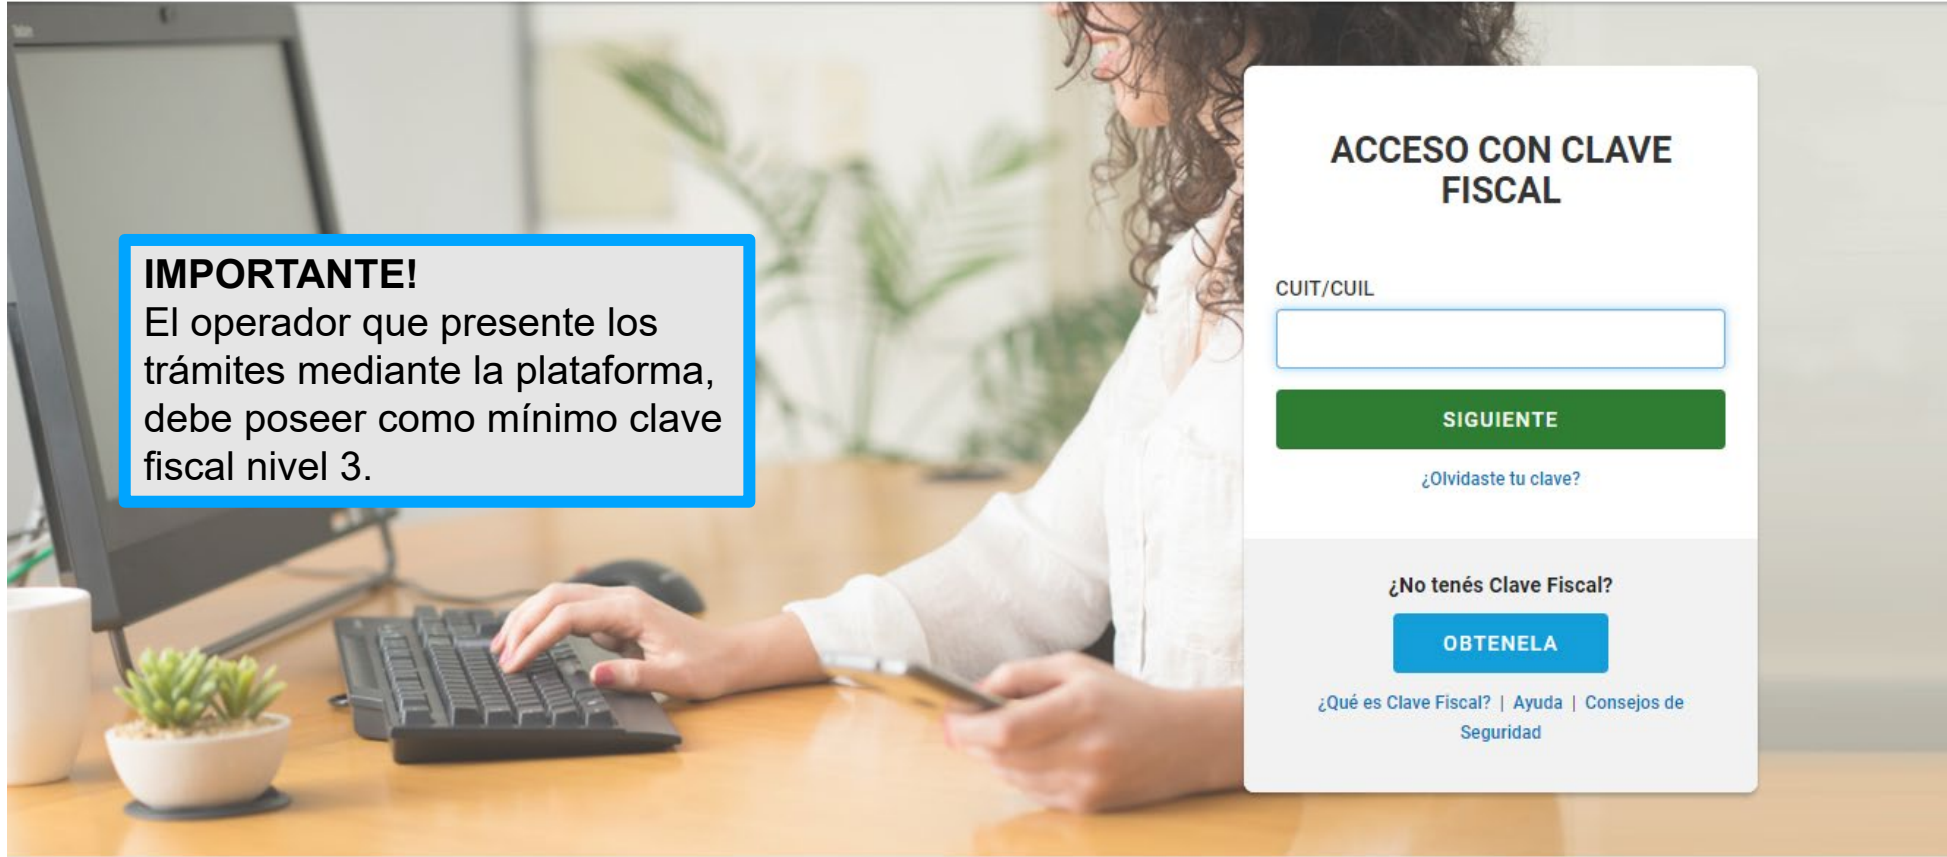 IMPORTANTE!
El operador que presente los
trámites mediante la plataforma,
debe poseer como mínimo clave
fiscal nivel 3.
ACCESO CON CLAVE
FISCAL
CUIT/CUIL
SIGUIENTE
¿Olvidaste tu clave?
¿No tenés Clave Fiscal?
OBTENELA
¿Qué es Clave Fiscal? | Ayuda | Consejos de
Seguridad